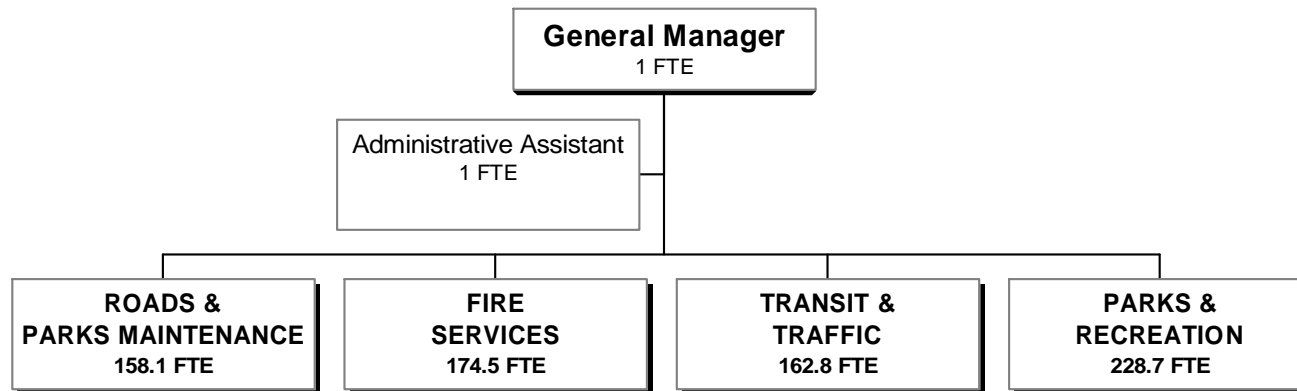 General Manager
1 FTE
Administrative Assistant
1 FTE
ROADS &
PARKS MAINTENANCE
158.1 FTE
FIRE
SERVICES
174.5 FTE
TRANSIT &
TRAFFIC
162.8 FTE
PARKS &
RECREATION
228.7 FTE